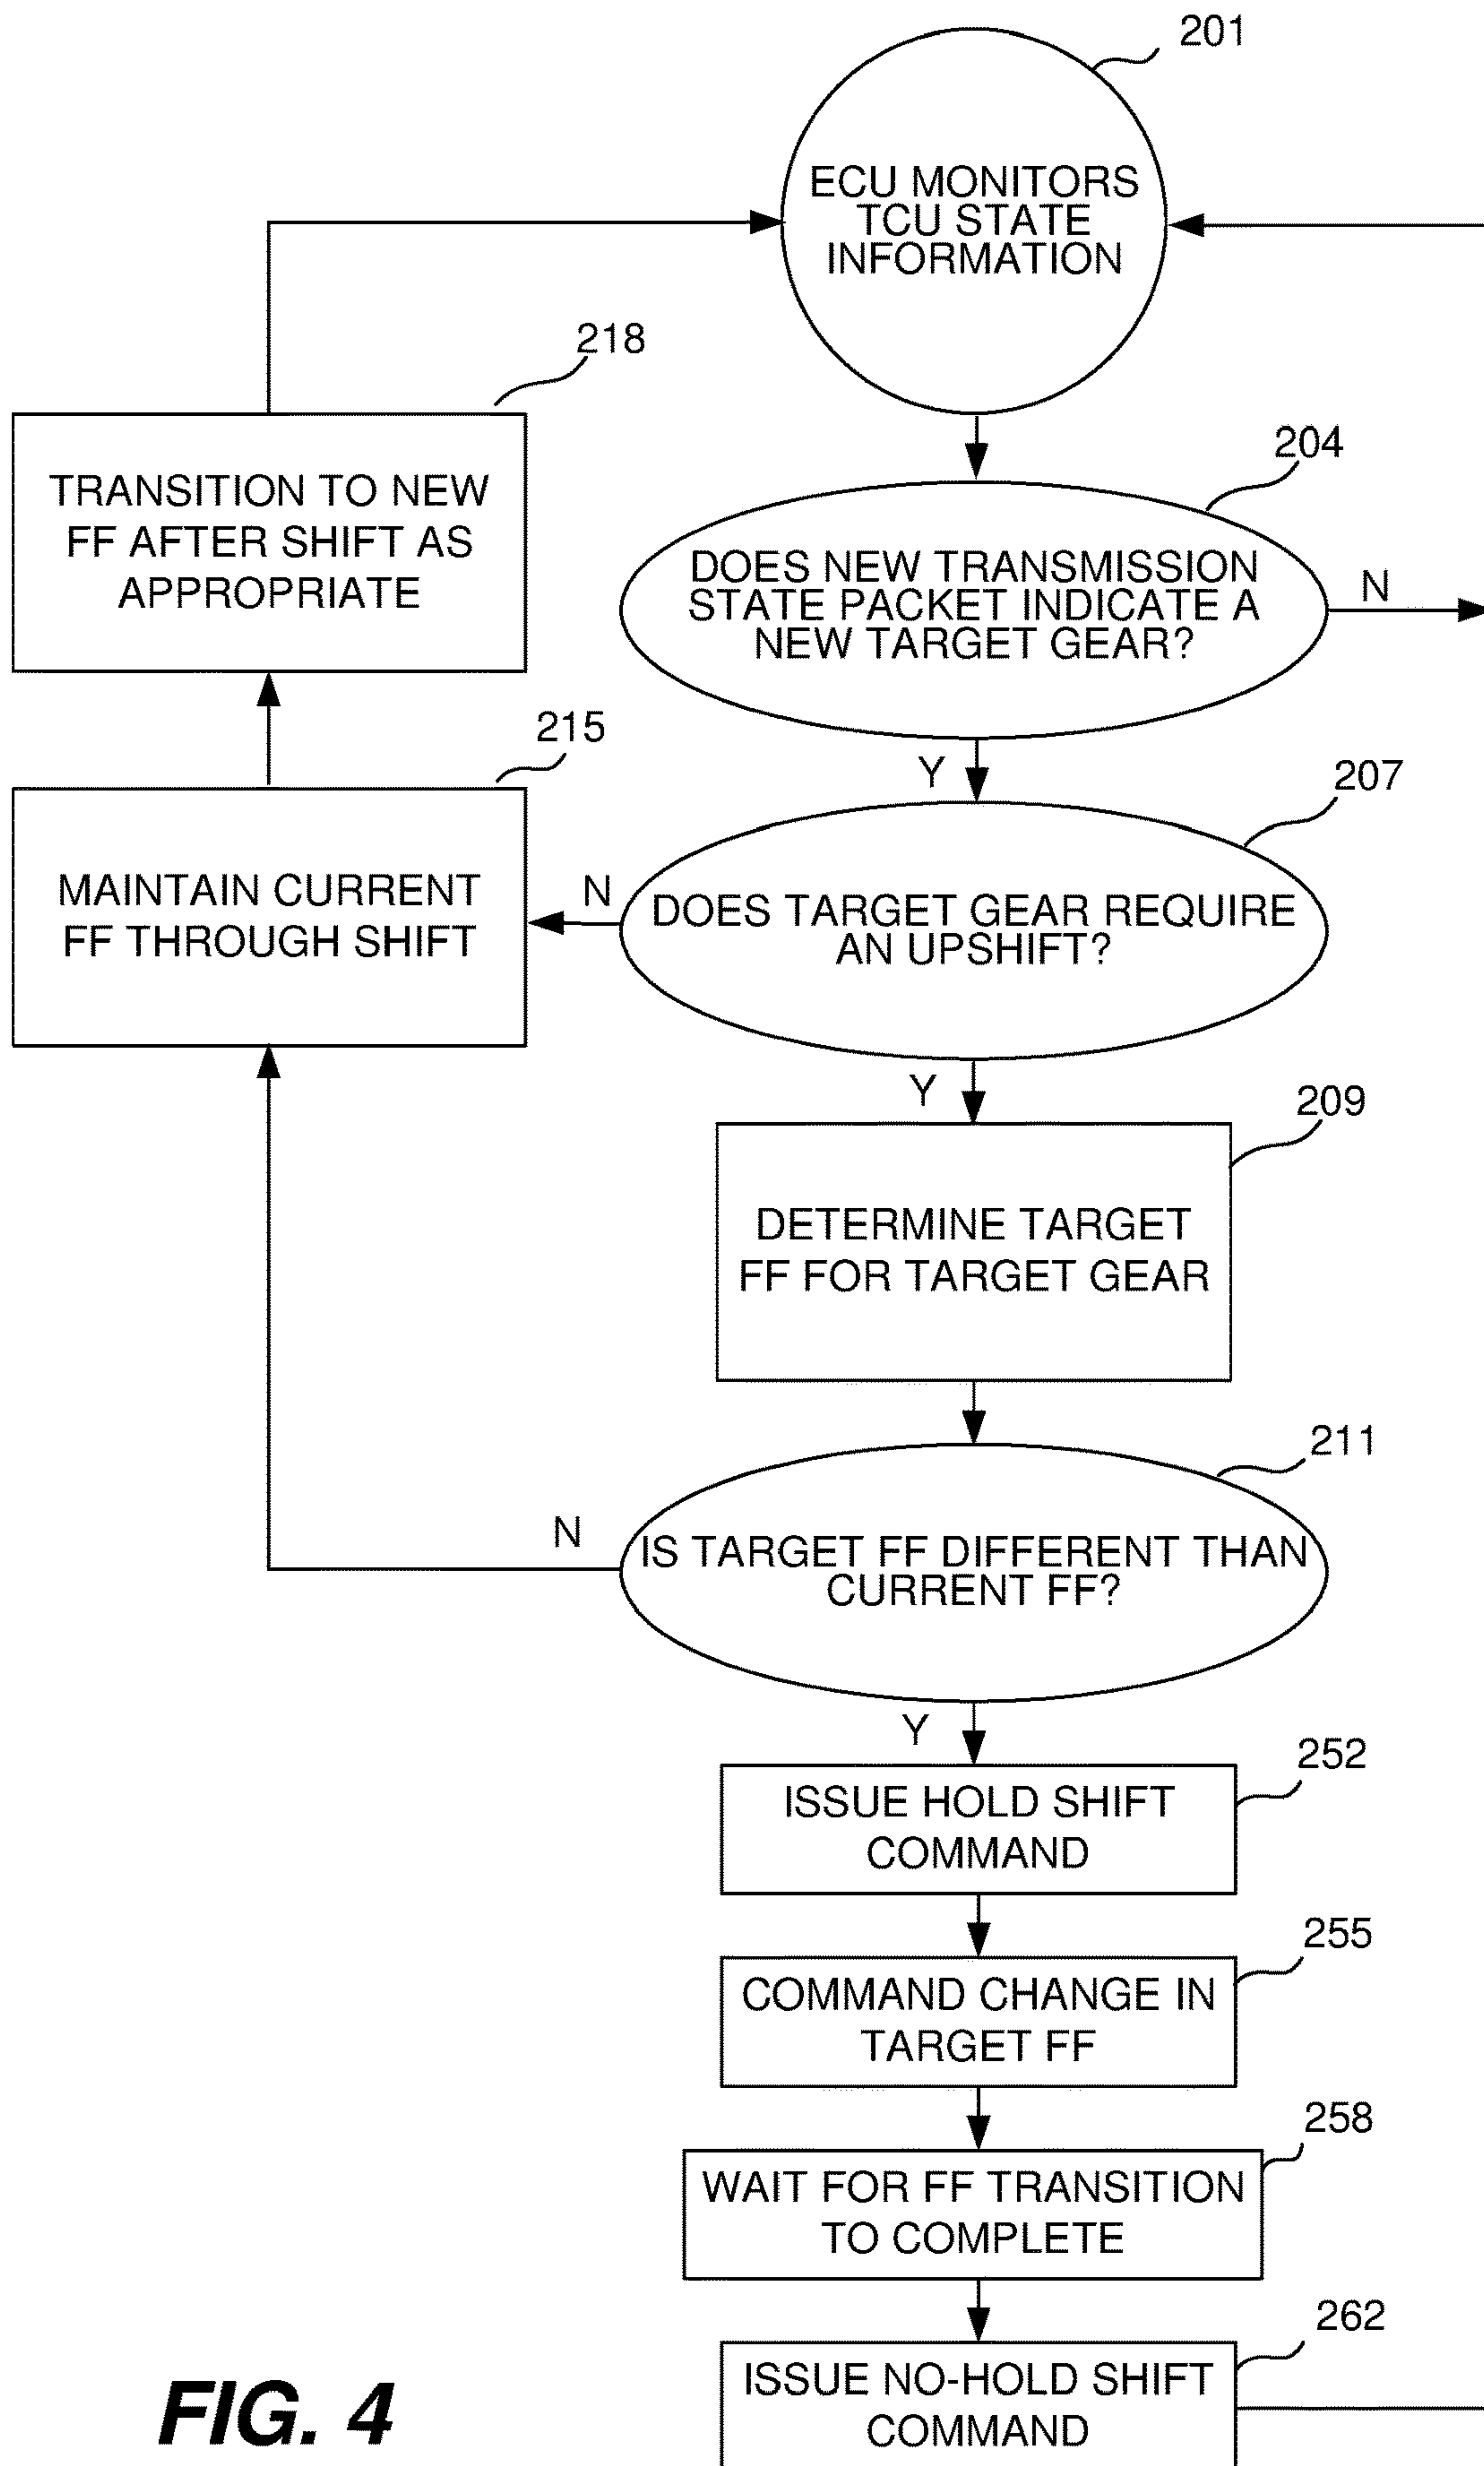 201
ECU MONITORS
TCU STATE
INFORMATION
218
TRANSITION TO NEW
FF AFTER SHIFT AS
APPROPRIATE
204
DOES NEW TRANSMISSION
STATE PACKET INDICATE A
NEW TARGET GEAR?
N
Y
215
MAINTAIN CURRENT
FF THROUGH SHIFT
N
207
DOES TARGET GEAR REQUIRE
AN UPSHIFT?
Y
209
DETERMINE TARGET
FF FOR TARGET GEAR
211
IS TARGET FF DIFFERENT THAN
CURRENT FF?
N
Y
252
ISSUE HOLD SHIFT
COMMAND
255
COMMAND CHANGE IN
TARGET FF
258
WAIT FOR FF TRANSITION
TO COMPLETE
262
ISSUE NO-HOLD SHIFT
COMMAND
FIG. 4